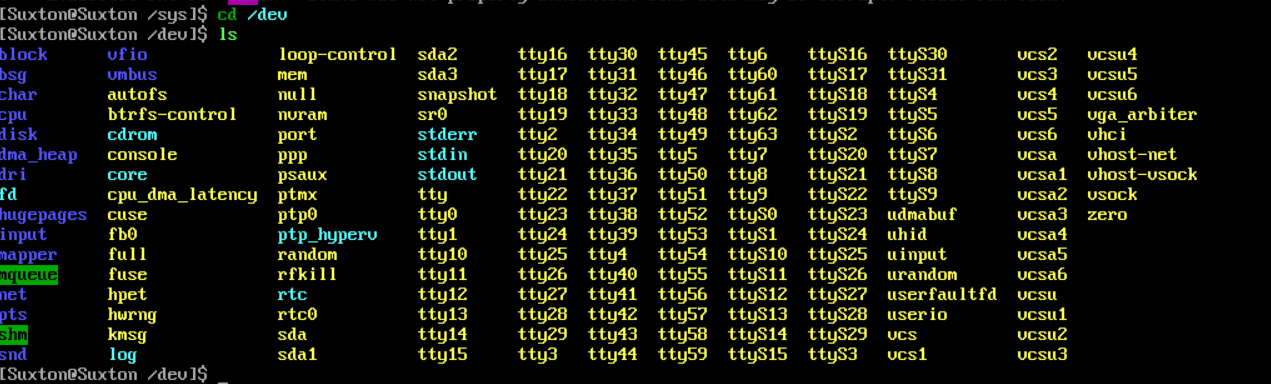 [Suxton@Suxton /sys]$ cd /dev
[Suxton@Suxton /dev]$ ls
block vfio loop-control sda2 tty16 tty30 tty45 tty6 ttyS16 ttyS30 vcs2 vcsu4
bsg vmbus mem sda3 tty17 tty31 tty46 tty60 ttyS17 ttyS31 vcs3 vcsu5
char autofs null snapshot tty18 tty32 tty47 tty61 ttyS18 ttyS4 vcs4 vcsu6
cpu btrfs-control nvram sr0 tty19 tty33 tty48 tty62 ttyS19 ttyS5 vcs5 vga_arbiter
disk cdrom port stderr tty2 tty34 tty49 tty63 ttyS2 ttyS6 vcs6 vhci
dma_heap console ppp stdin tty20 tty35 tty5 tty7 ttyS20 ttyS7 vcsa vhost-net
dri core psaux stdout tty21 tty36 tty50 tty8 ttyS21 ttyS8 vcsa1 vhost-vsock
fd cpu_dma_latency ptmx tty tty22 tty37 tty51 tty9 ttyS22 ttyS9 vcsa2 vsock
hugepages cuse ptp0 tty0 tty23 tty38 tty52 ttyS0 ttyS23 udmabuf vcsa3 zero
input fb0 ptp_hyperv tty1 tty24 tty39 tty53 ttyS1 ttyS24 uhid vcsa4
mapper full random tty10 tty25 tty4 tty54 ttyS10 ttyS25 uinput vcsa5
mqueue fuse rfkill tty11 tty26 tty40 tty55 ttyS11 ttyS26 urandom vcsa6
net hpet rtc tty12 tty27 tty41 tty56 ttyS12 ttyS27 userfaultfd vcsu
pts hwrng rtc0 tty13 tty28 tty42 tty57 ttyS13 ttyS28 userio vcsu1
shm kmsg sda tty14 tty29 tty43 tty58 ttyS14 ttyS29 vcs vcsu2
snd log sda1 tty15 tty3 tty44 tty59 ttyS15 ttyS3 vcs1 vcsu3
[Suxton@Suxton /dev]$ _